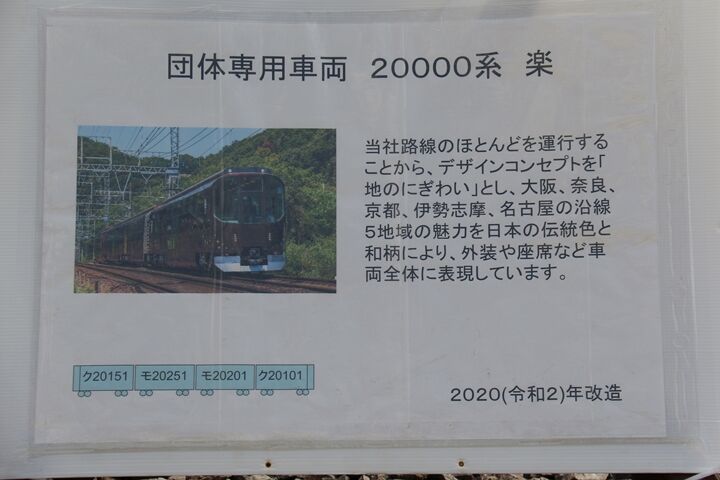 団体専用車両　20000系　楽
当社路線のほとんどを運行する
ことから、デザインコンセプトを「
地のにぎわい」とし、大阪、奈良、
京都、伊勢志摩、名古屋の沿線
5地域の魅力を日本の伝統色と
和柄により、外装や座席など車
両全体に表現しています。
ク20151 モ20251 モ20201 ク20101
2020(令和2)年改造